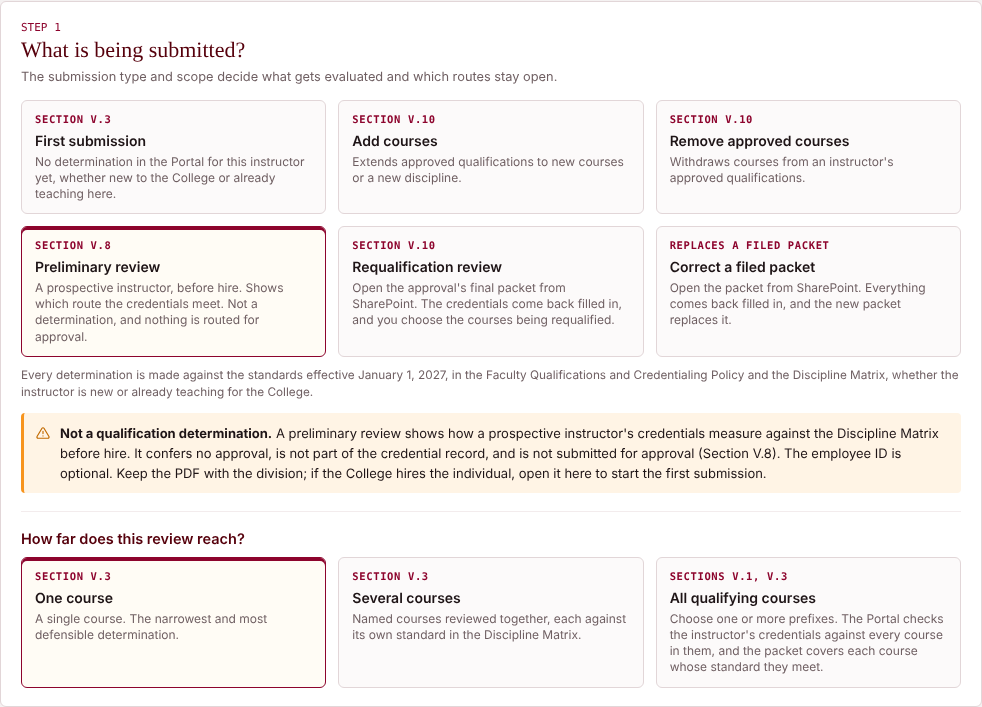 STEP 1
What is being submitted?
The submission type and scope decide what gets evaluated and which routes stay open.
SECTION V.3
First submission
No determination in the Portal for this instructor
yet, whether new to the College or already
teaching here.
SECTION V.10
Add courses
Extends approved qualifications to new courses
or a new discipline.
SECTION V.10
Remove approved courses
Withdraws courses from an instructor's
approved qualifications.
SECTION V.8
Preliminary review
A prospective instructor, before hire. Shows
which route the credentials meet. Not a
determination, and nothing is routed for
approval.
SECTION V.10
Requalification review
Open the approval's final packet from
SharePoint. The credentials come back filled in,
and you choose the courses being requalified.
REPLACES A FILED PACKET
Correct a filed packet
Open the packet from SharePoint. Everything
comes back filled in, and the new packet
replaces it.
Every determination is made against the standards effective January 1, 2027, in the Faculty Qualifications and Credentialing Policy and the Discipline Matrix, whether the
instructor is new or already teaching for the College.
Not a qualification determination. A preliminary review shows how a prospective instructor's credentials measure against the Discipline Matrix
before hire. It confers no approval, is not part of the credential record, and is not submitted for approval (Section V.8). The employee ID is
optional. Keep the PDF with the division; if the College hires the individual, open it here to start the first submission.
How far does this review reach?
SECTION V.3
One course
A single course. The narrowest and most
defensible determination.
SECTION V.3
Several courses
Named courses reviewed together, each against
its own standard in the Discipline Matrix.
SECTIONS V.1, V.3
All qualifying courses
Choose one or more prefixes. The Portal checks
the instructor's credentials against every course
in them, and the packet covers each course
whose standard they meet.